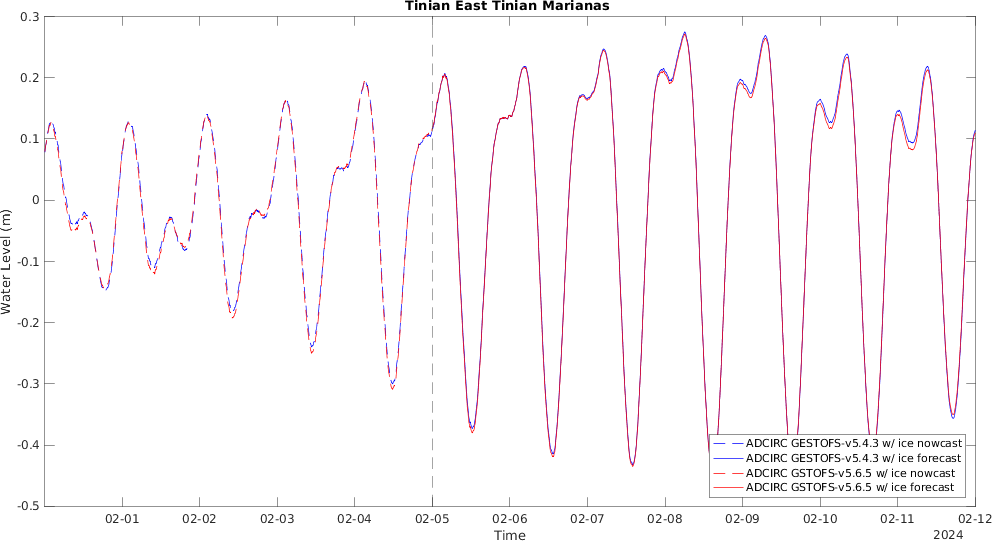 Tinian East Tinian Marianas
0.3
0.2
0.1
0
-0.1
-0.2
-0.3
-0.4
-0.5
Water Level (m)
ADCIRC GESTOFS-v5.4.3 w/ ice nowcast
ADCIRC GESTOFS-v5.4.3 w/ ice forecast
ADCIRC GSTOFS-v5.6.5 w/ ice nowcast
ADCIRC GSTOFS-v5.6.5 w/ ice forecast
02-01 02-02 02-03 02-04 02-05 02-06 02-07 02-08 02-09 02-10 02-11 02-12
Time 2024